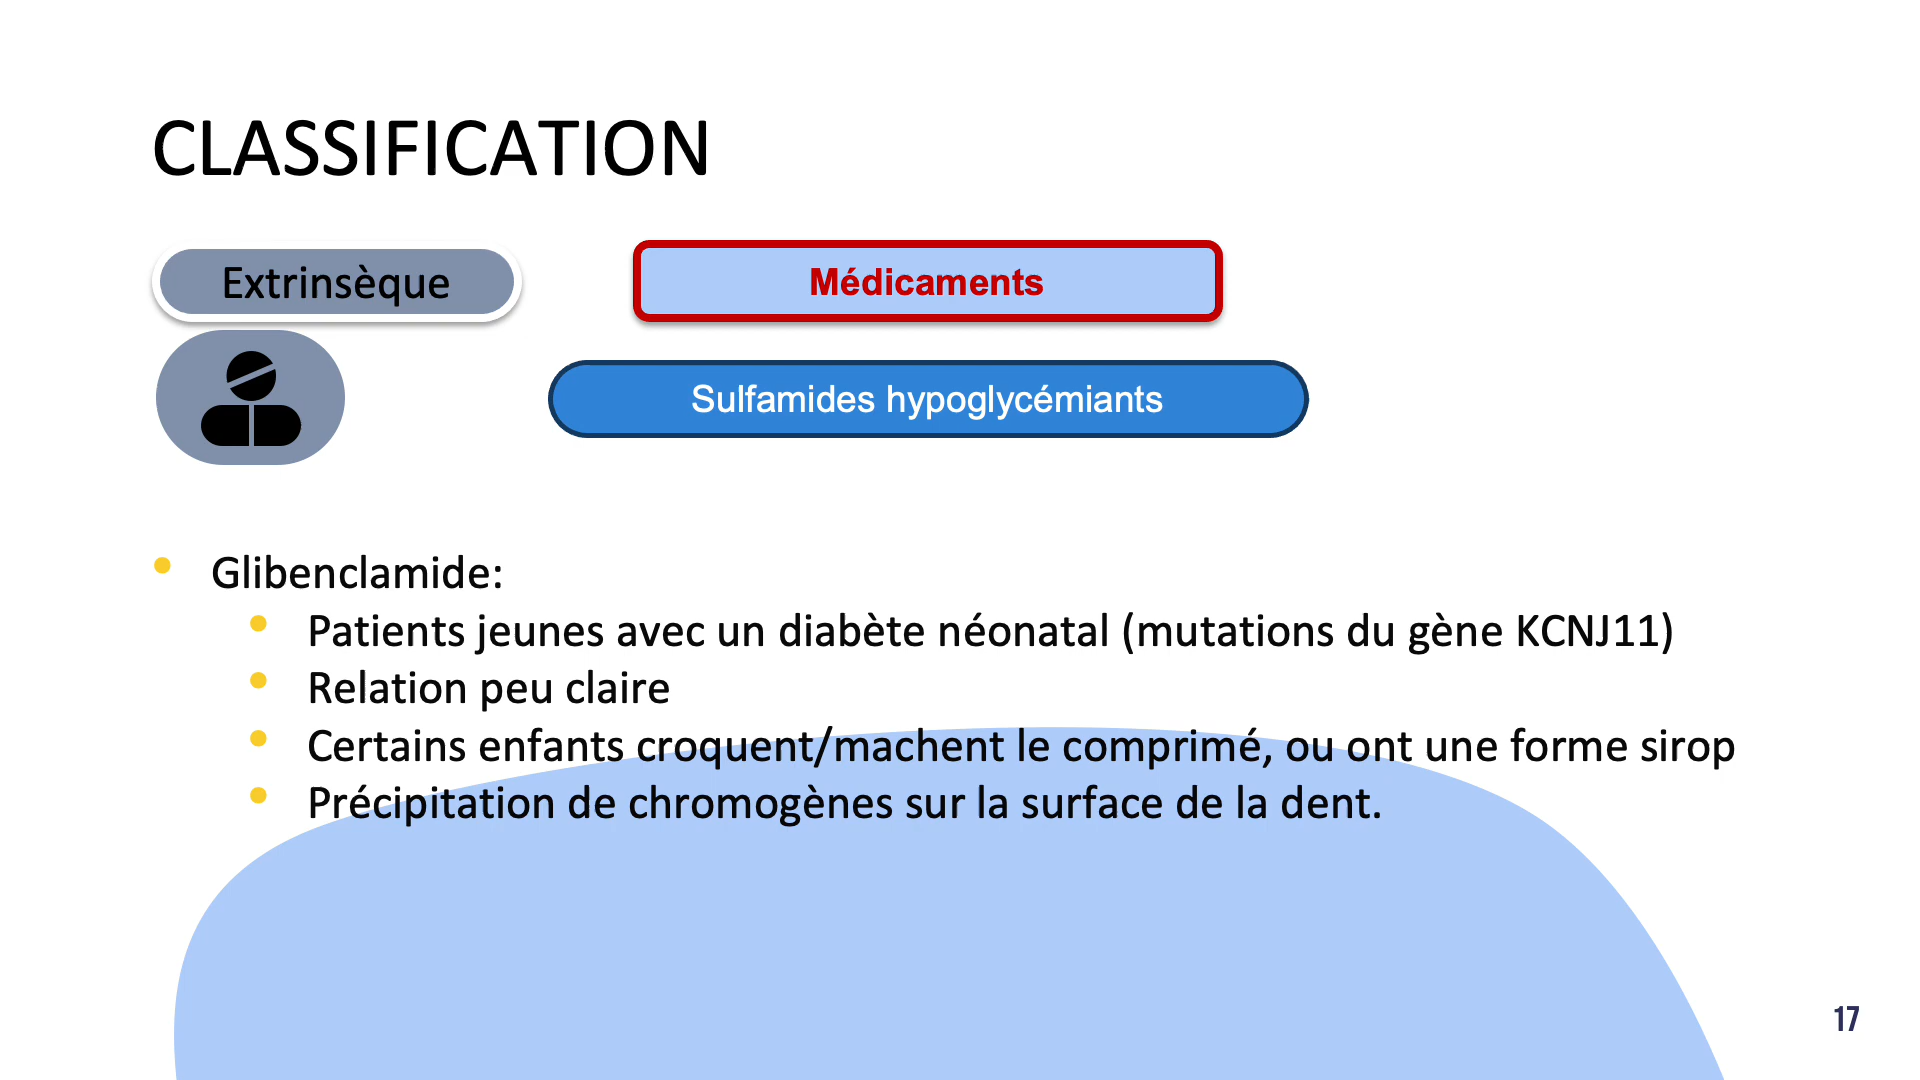 CLASSIFICATION
Extrinsèque
Médicaments
Sulfamides hypoglycémiants
• Glibenclamide:
• Patients jeunes avec un diabète néonatal (mutations du gène KCNJ11)
• Relation peu claire
• Certains enfants croquent/machent le comprimé, ou ont une forme sirop
• Précipitation de chromogènes sur la surface de la dent.
17